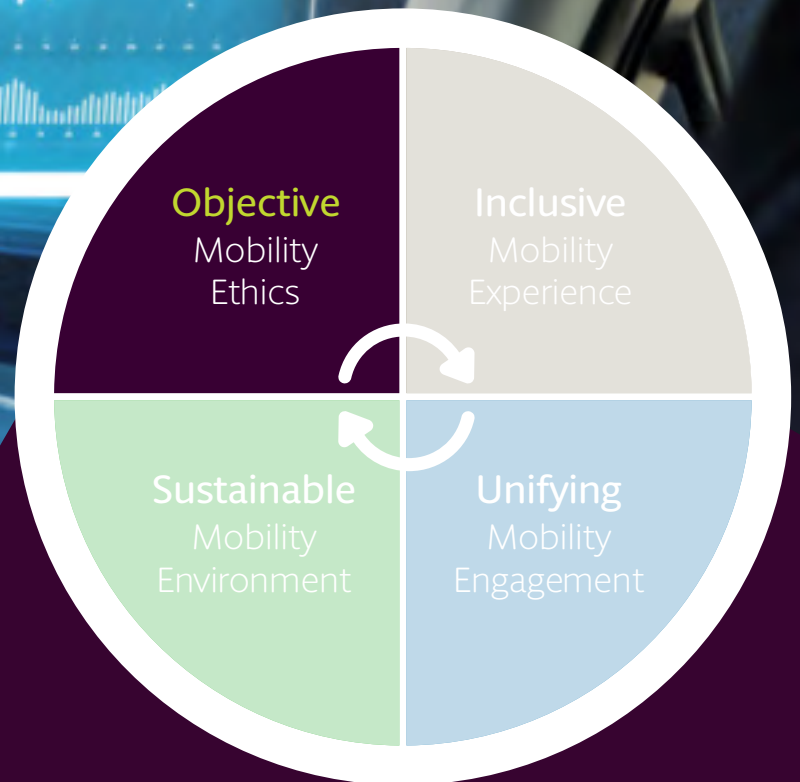 Objective
Mobility
Ethics
Inclusive
Mobility
Experience
Sustainable
Mobility
Environment
Unifying
Mobility
Engagement